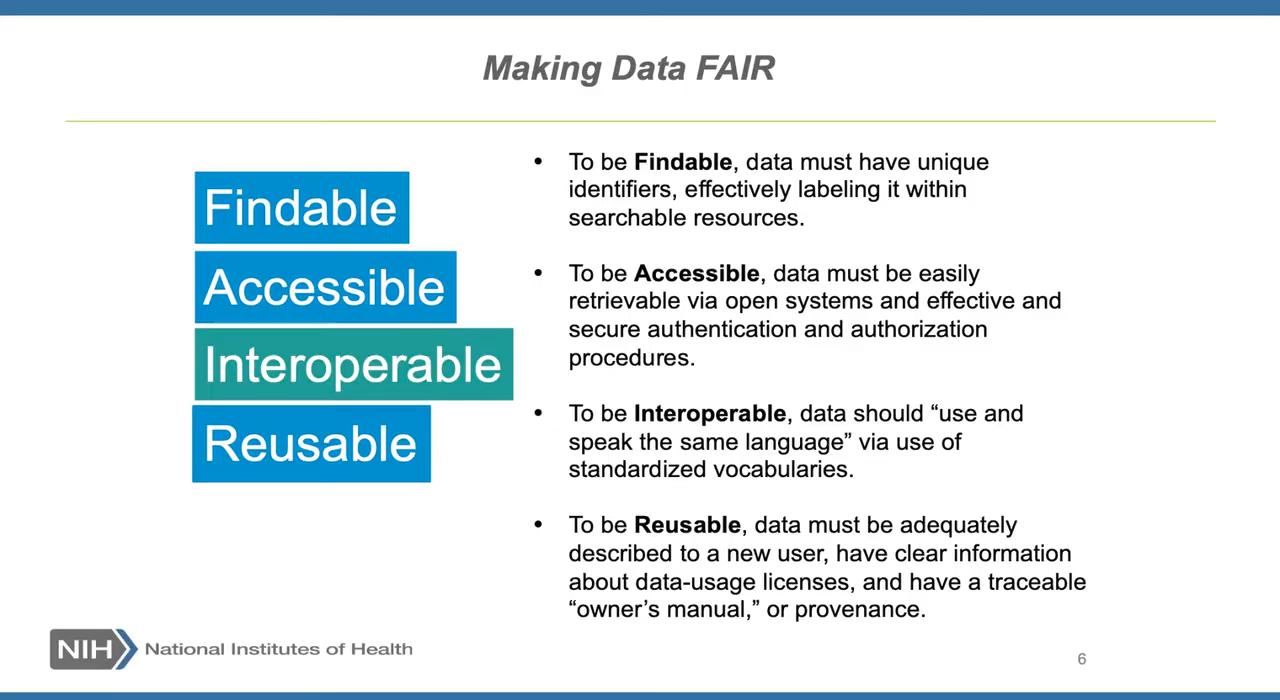 Making Data FAIR
Findable
Accessible
Interoperable
Reusable
• To be Findable, data must have unique
identifiers, effectively labeling it within
searchable resources.
• To be Accessible, data must be easily
retrievable via open systems and effective and
secure authentication and authorization
procedures.
• To be Interoperable, data should “use and
speak the same language” via use of
standardized vocabularies.
• To be Reusable, data must be adequately
described to a new user, have clear information
about data-usage licenses, and have a traceable
“owner’s manual,” or provenance.
NIH National Institutes of Health
6